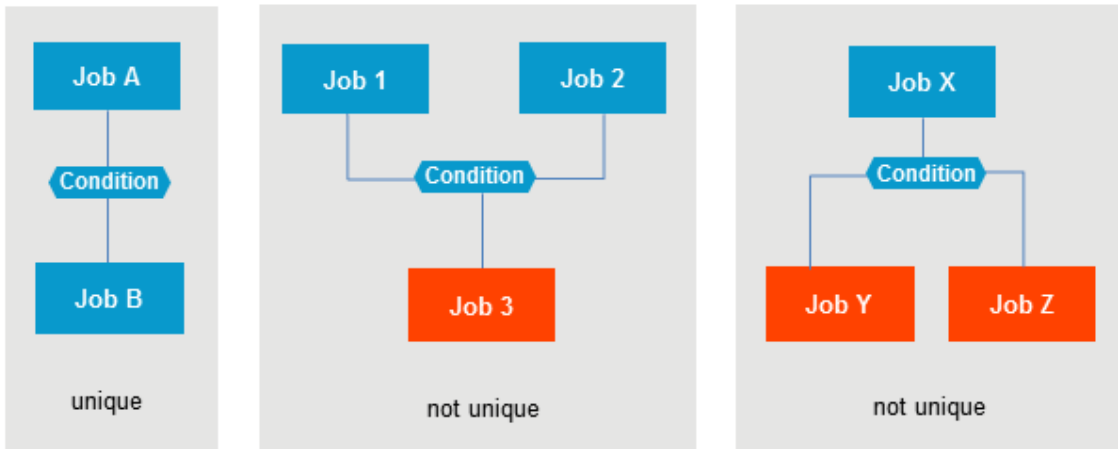 Job A
Condition
Job B
unique
Job 1
Job 2
Condition
Job 3
not unique
Job X
Condition
Job Y
Job Z
not unique